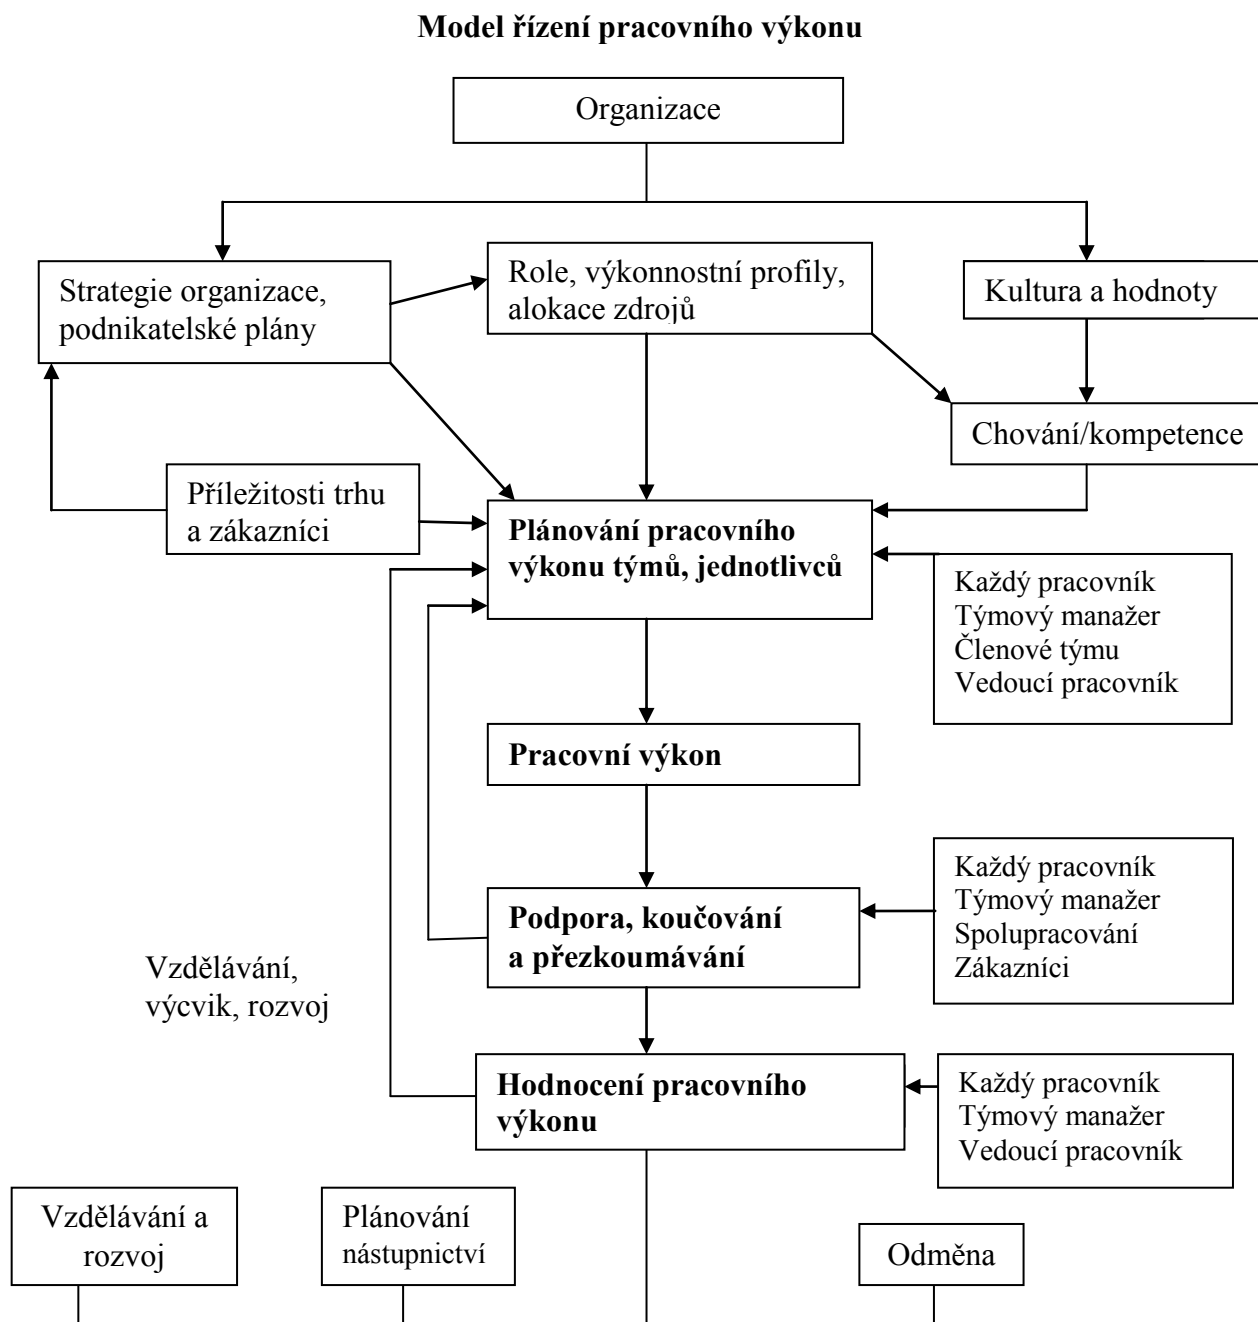 Model řízení pracovního výkonu
Organizace
Strategie organizace,
podnikatelské plány
Role, výkonnostní profily,
alokace zdrojů
Kultura a hodnoty
Chování/kompetence
Příležitosti trhu
a zákazníci
Plánování pracovního
výkonu týmů, jednotlivců
Každý pracovník
Týmový manažer
Členové týmu
Vedoucí pracovník
Pracovní výkon
Podpora, koučování
a přezkoumávání
Každý pracovník
Týmový manažer
Spolupracování
Zákazníci
Vzdělávání,
výcvik, rozvoj
Hodnocení pracovního
výkonu
Každý pracovník
Týmový manažer
Vedoucí pracovník
Vzdělávání a
rozvoj
Plánování
nástupnictví
Odměna